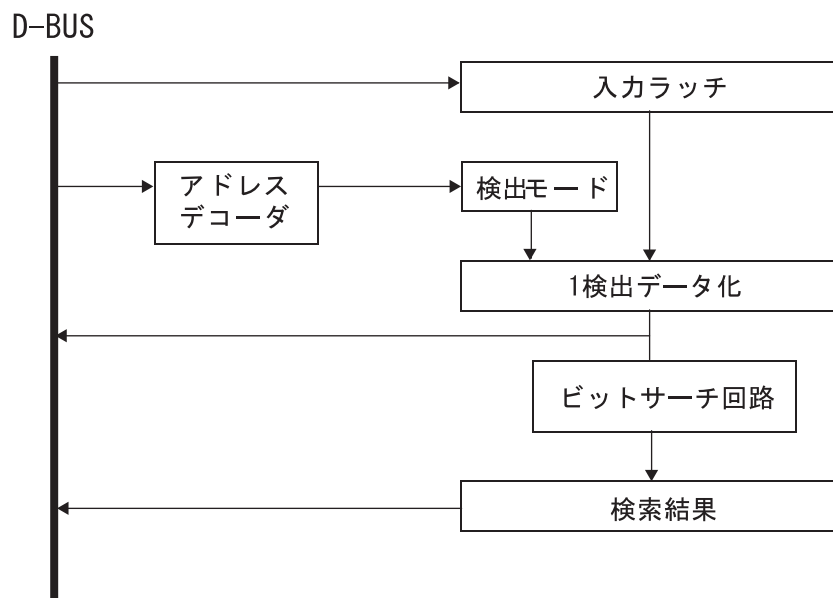 D-BUS
入力ラッチ
アドレス
デコーダ
検出モード
1検出データ化
ビットサーチ回路
検索結果